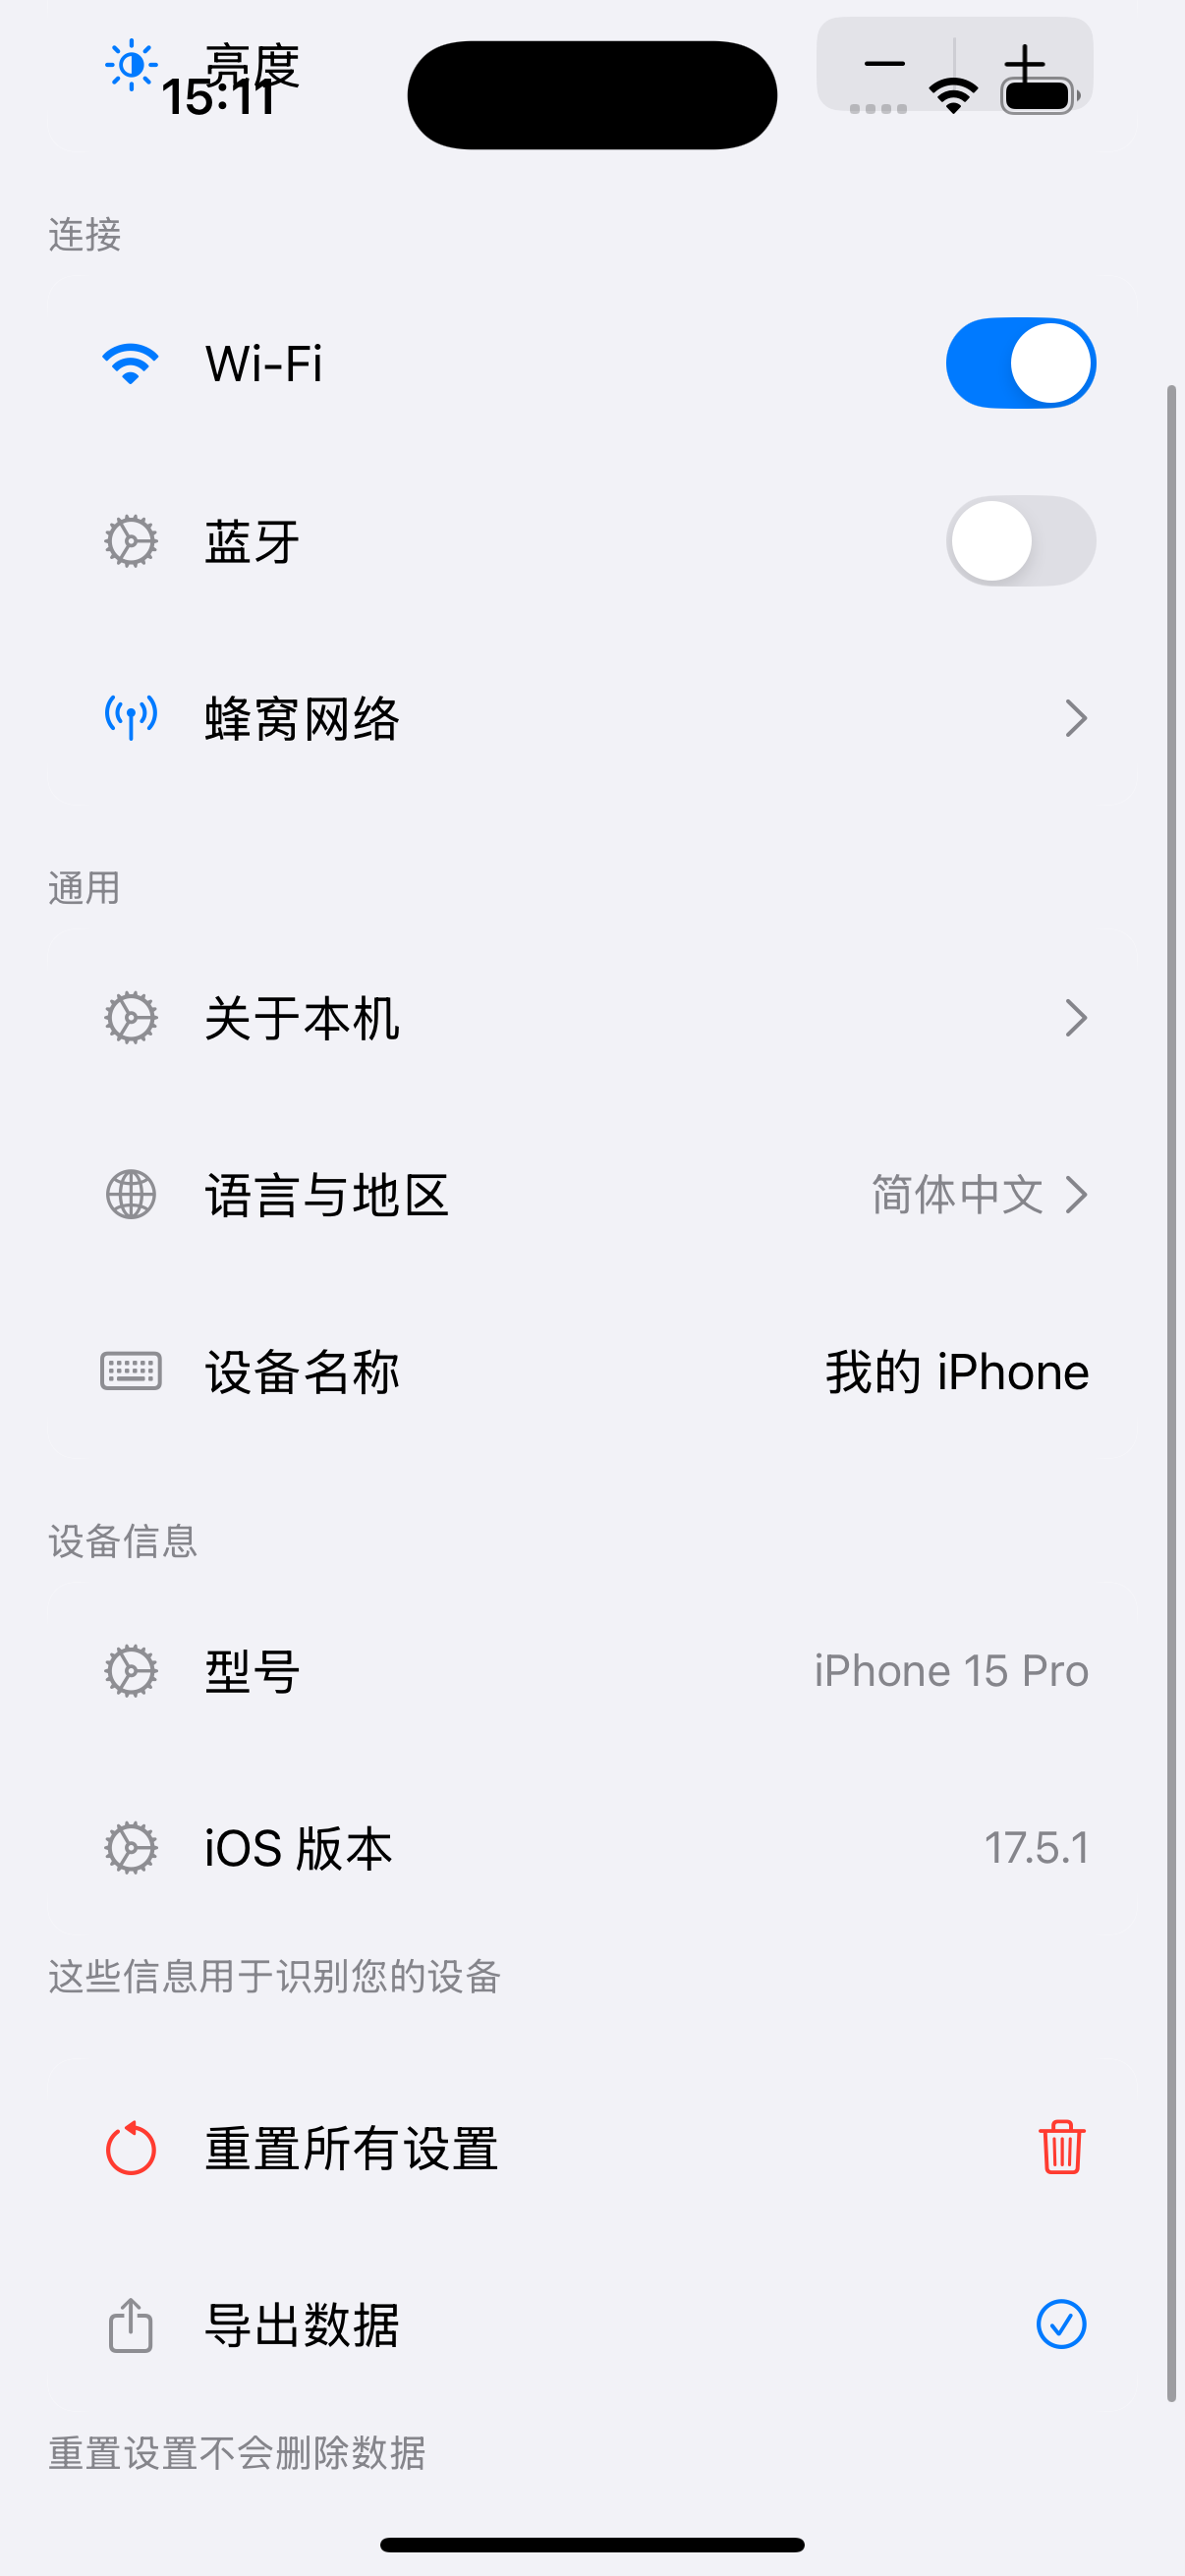 亮度
15:11
连接
Wi-Fi
蓝牙
蜂窝网络
通用
关于本机
语言与地区 简体中文
设备名称 我的 iPhone
设备信息
型号 iPhone 15 Pro
iOS 版本 17.5.1
这些信息用于识别您的设备
重置所有设置
导出数据
重置设置不会删除数据